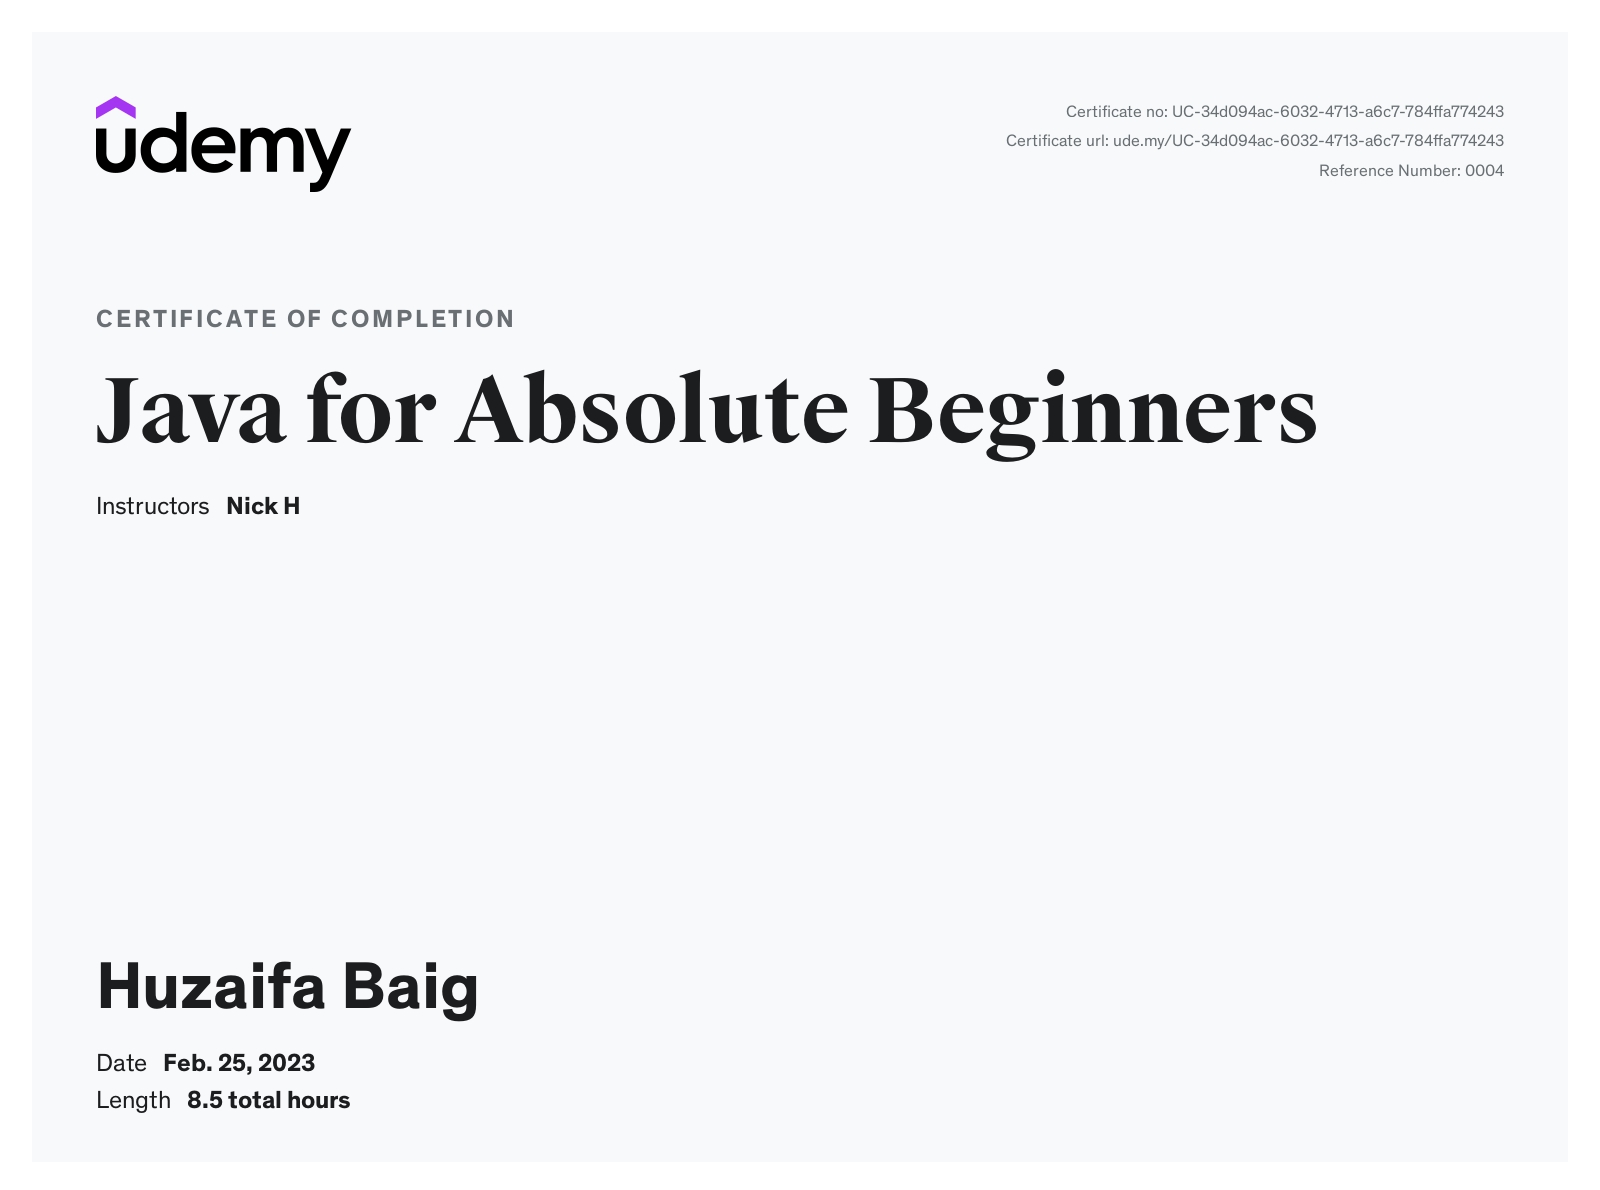 udemy
Certificate no: UC-34d094ac-6032-4713-a6c7-784ffa774243
Certificate url: ude.my/UC-34d094ac-6032-4713-a6c7-784ffa774243
Reference Number: 0004
CERTIFICATE OF COMPLETION
Java for Absolute Beginners
Instructors Nick H
Huzaifa Baig
Date Feb. 25, 2023
Length 8.5 total hours